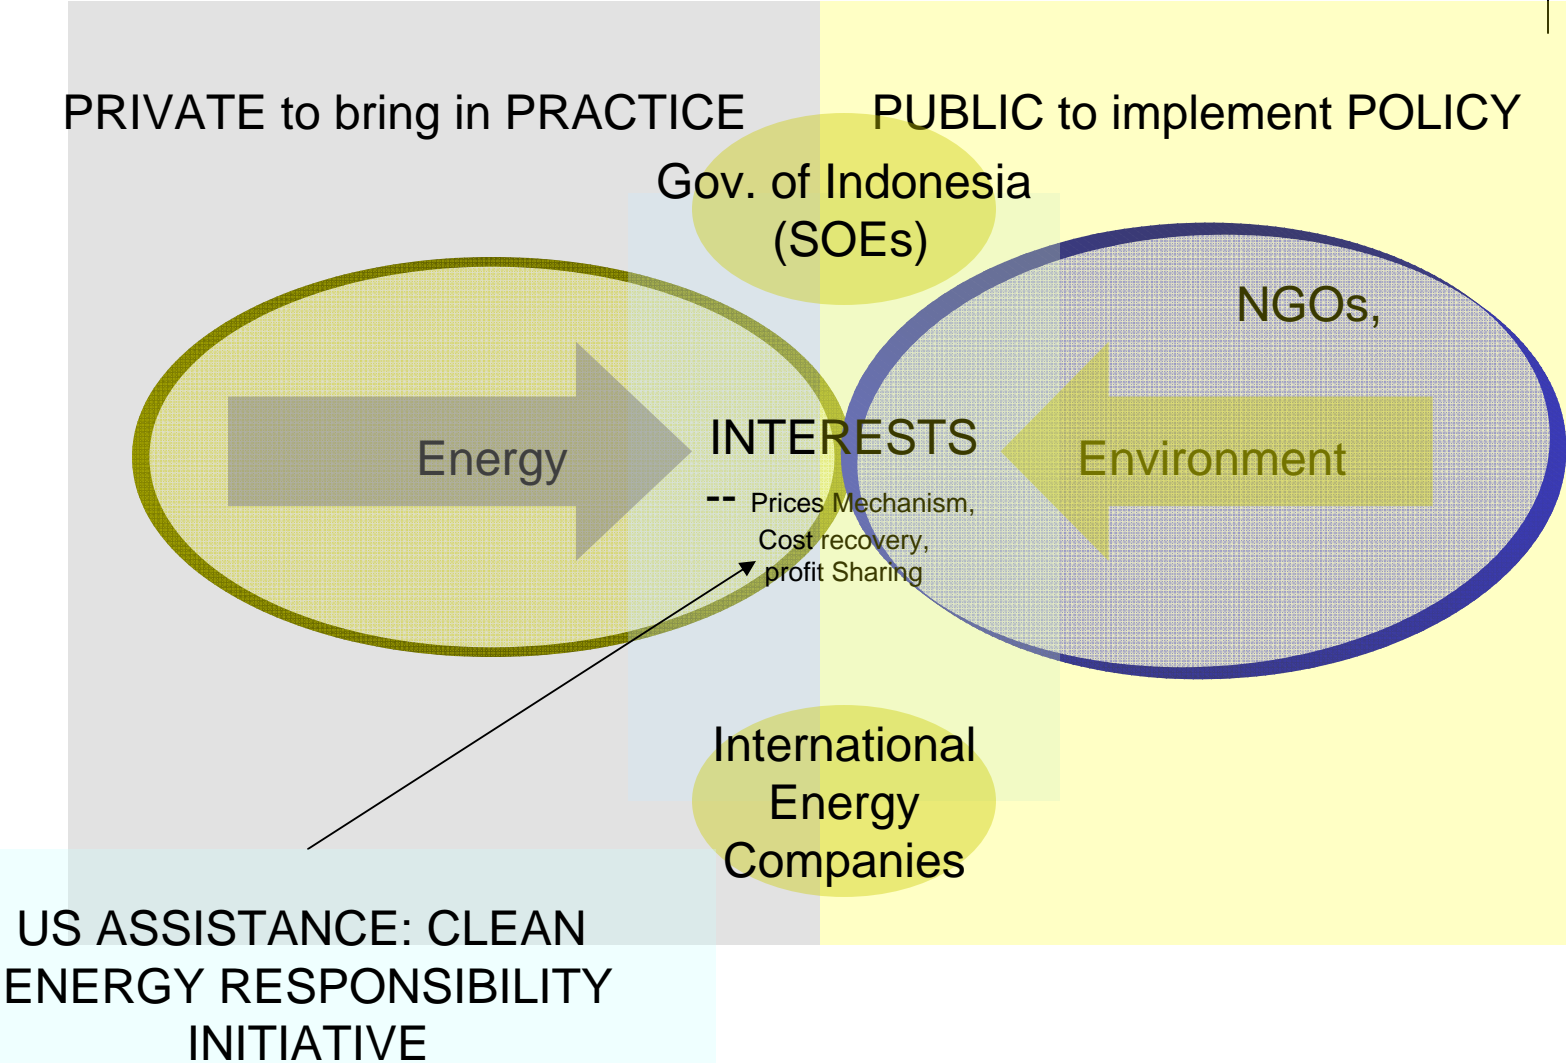 PRIVATE to bring in PRACTICE
PUBLIC to implement POLICY
Gov. of Indonesia
(SOEs)
NGOs,
Energy
INTERESTS
Environment
-- Prices Mechanism,
Cost recovery,
profit Sharing
International
Energy
Companies
US ASSISTANCE: CLEAN
ENERGY RESPONSIBILITY
INITIATIVE